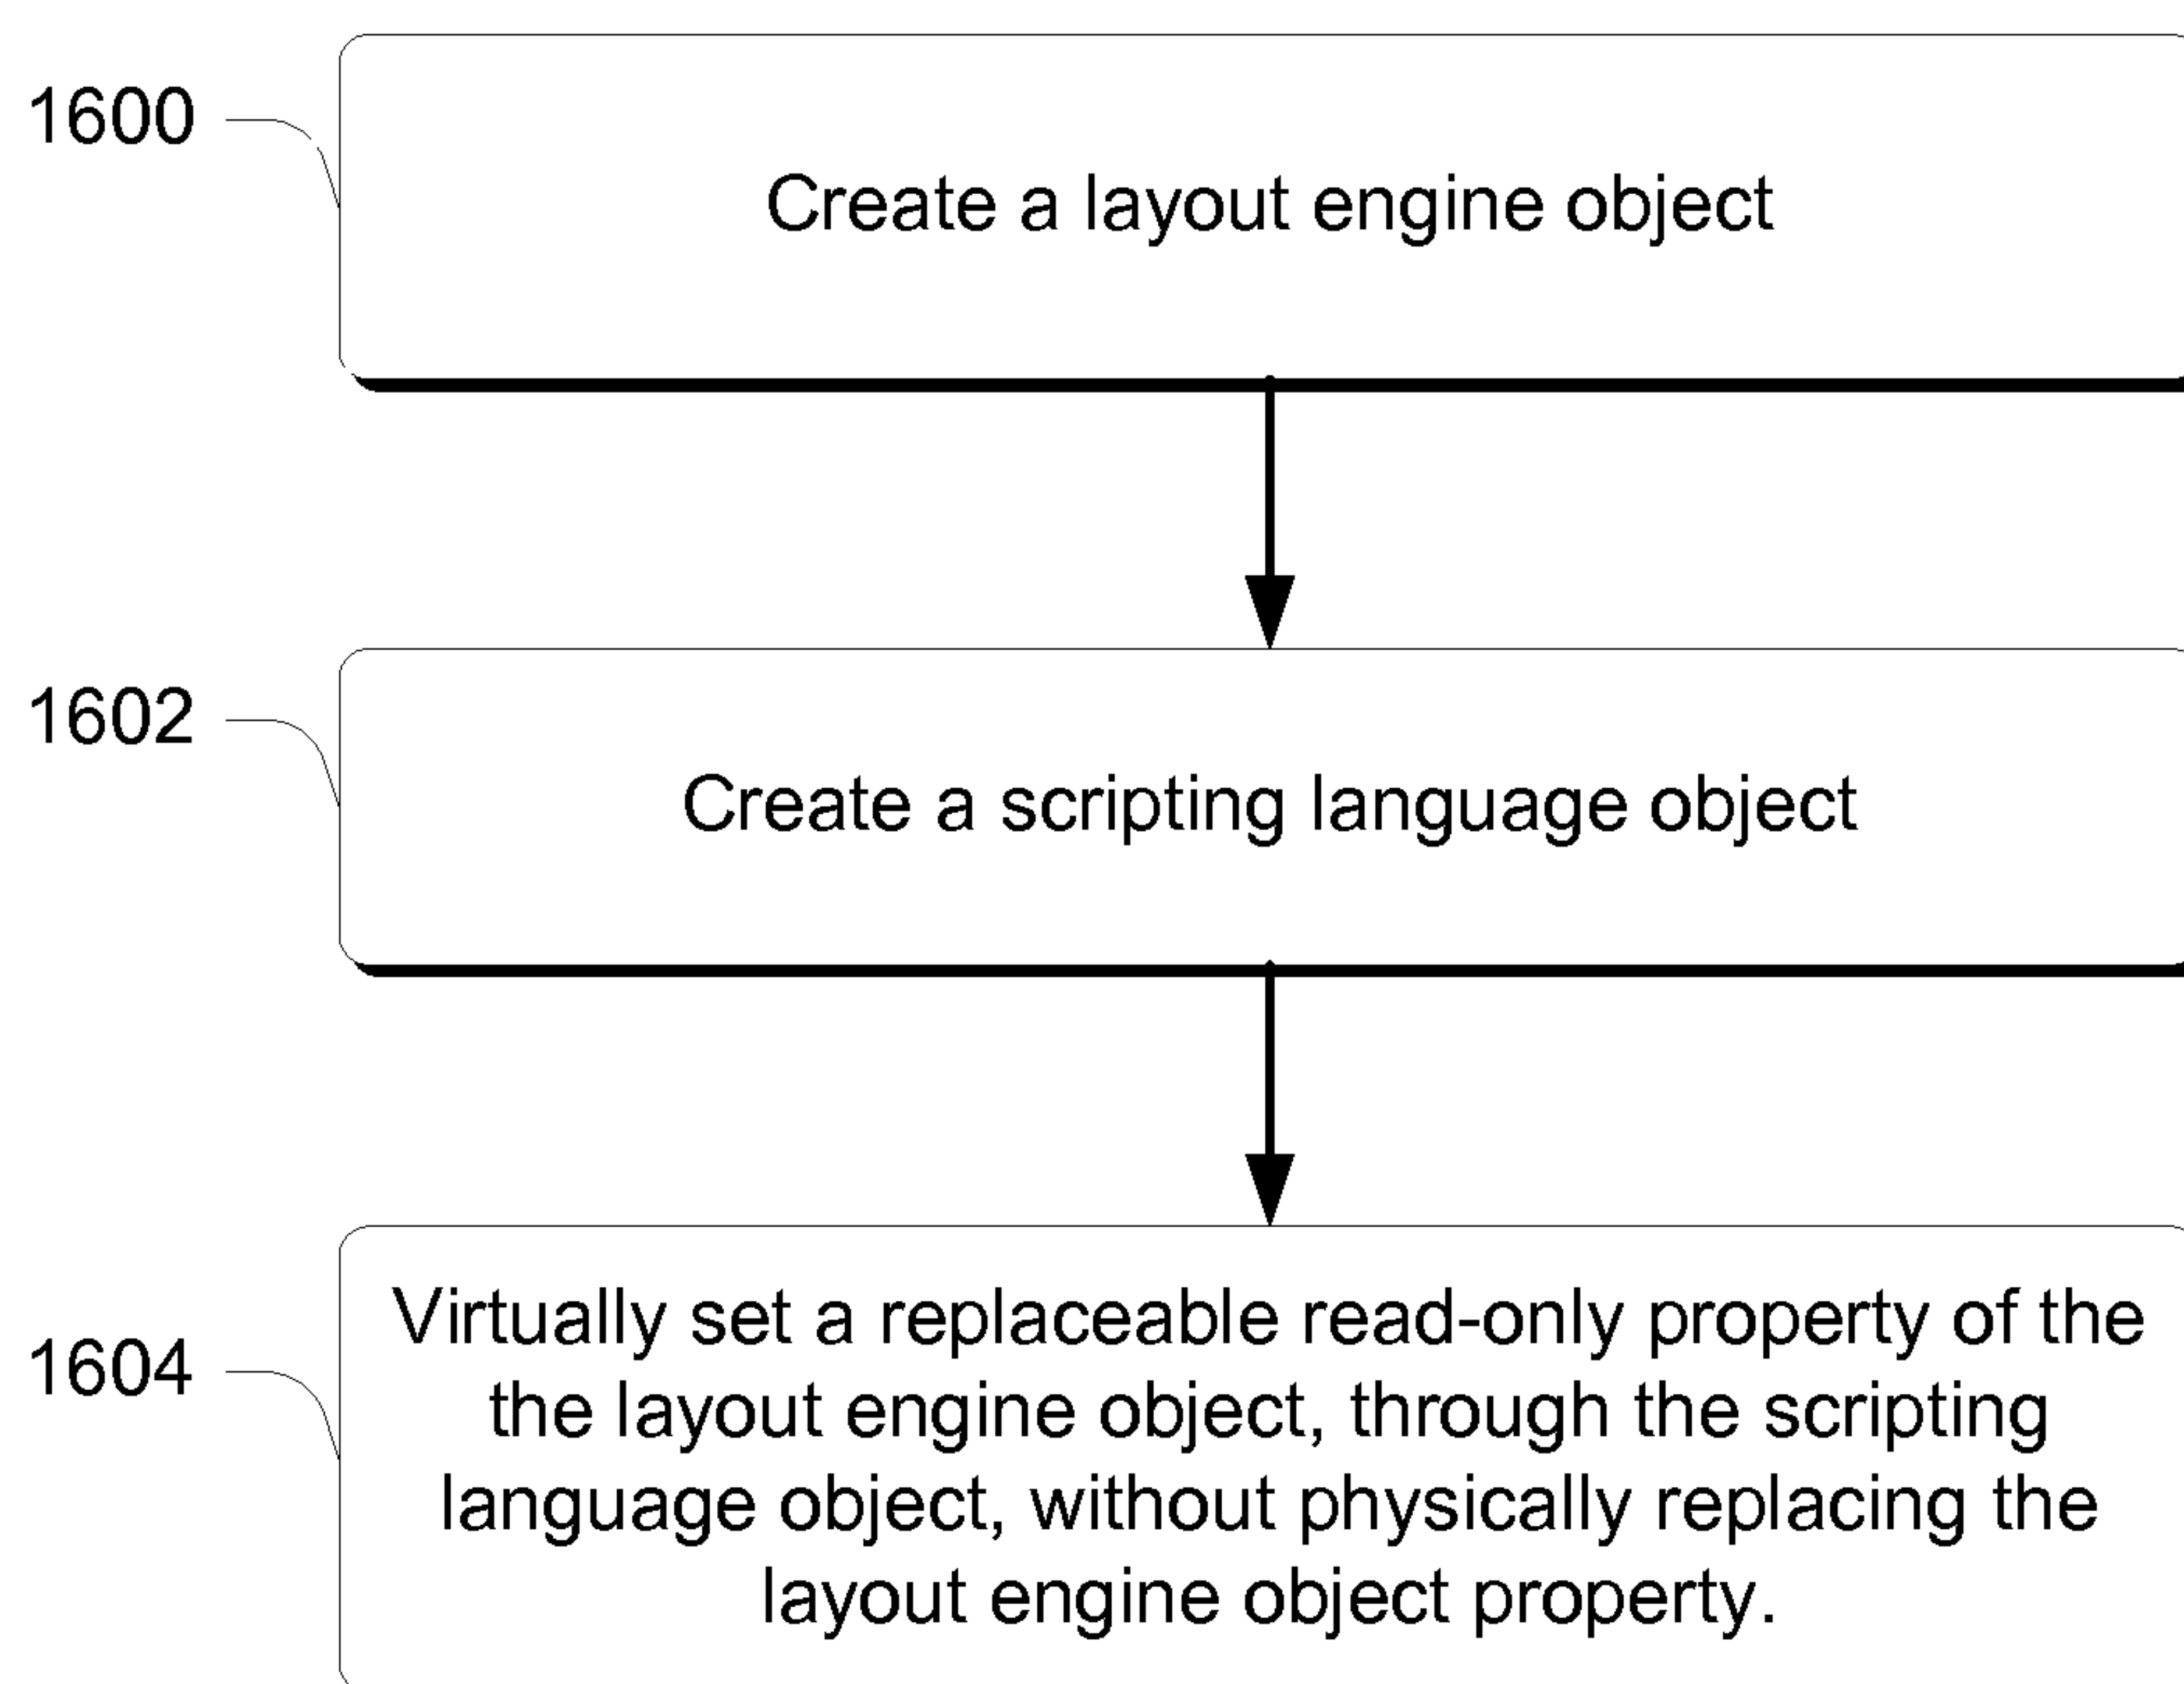 1600
Create a layout engine object
1602
Create a scripting language object
1604
Virtually set a replaceable read-only property of the
the layout engine object, through the scripting
language object, without physically replacing the
layout engine object property.